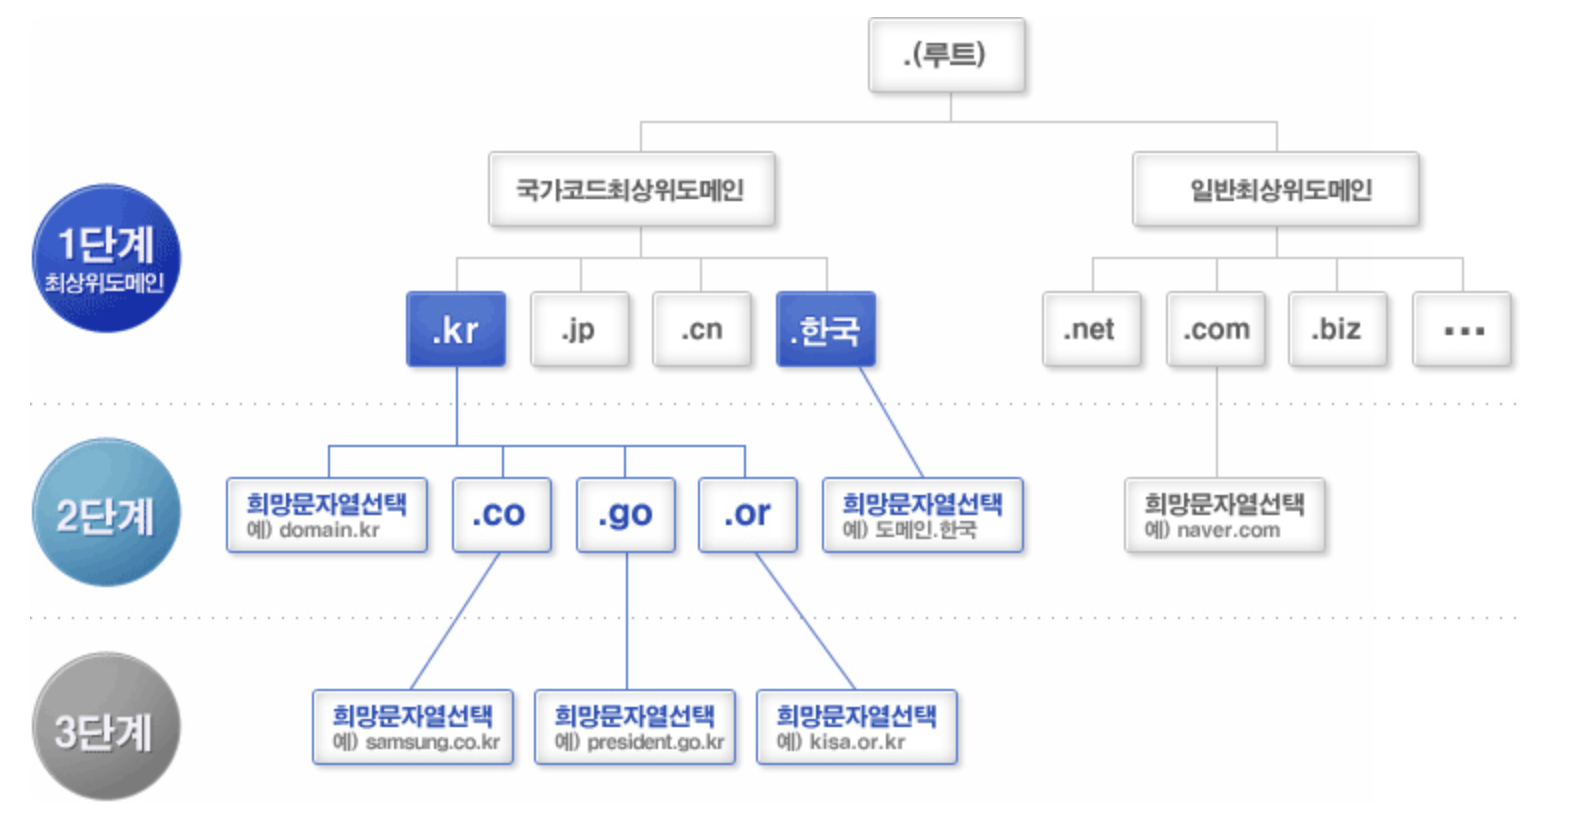 .(루트)
국가코드최상위도메인
일반최상위도메인
1단계
최상위도메인
.kr
.jp
.cn
.한국
.net
.com
.biz
...
2단계
희망문자열선택
예) domain.kr
.co
.go
.or
희망문자열선택
예) 도메인.한국
희망문자열선택
예) naver.com
3단계
희망문자열선택
예) samsung.co.kr
희망문자열선택
예) president.go.kr
희망문자열선택
예) kisa.or.kr